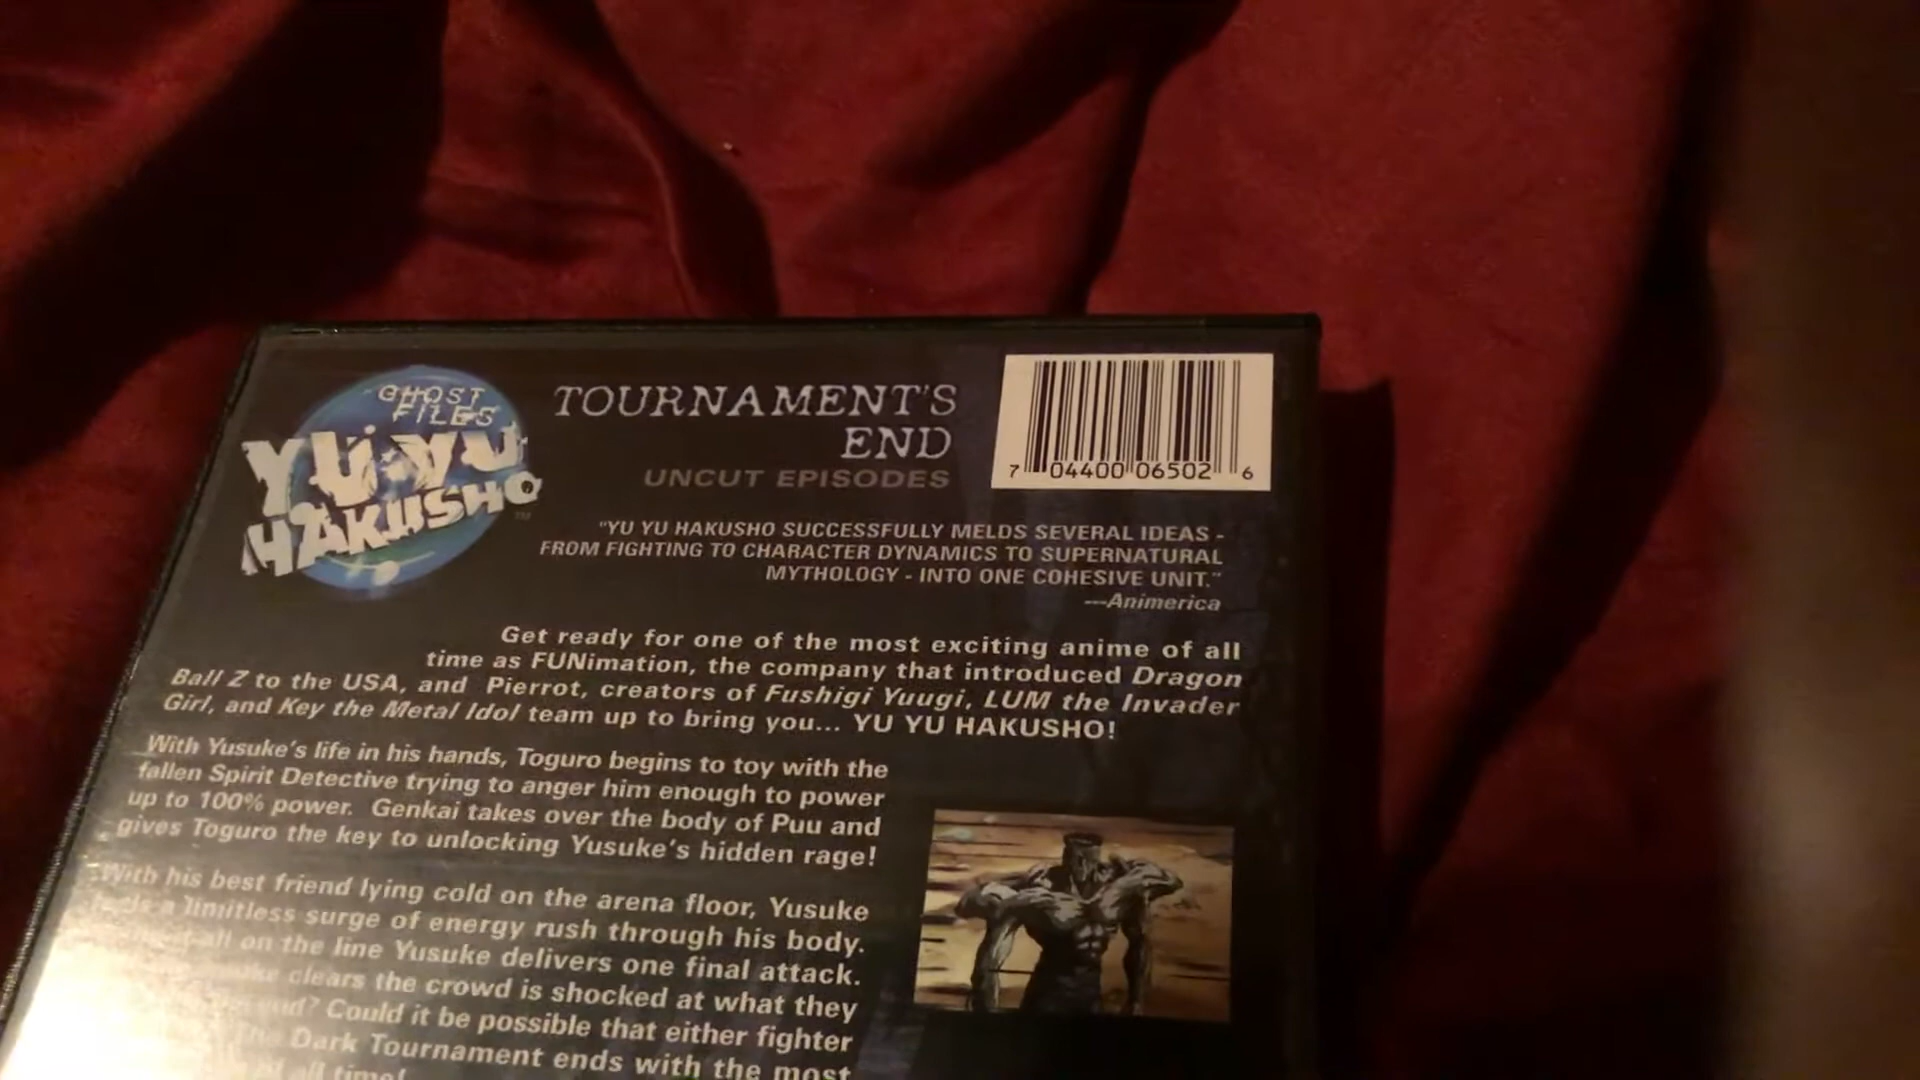 GHOST
FILES
YU YU
HAKUSHO
TM
TOURNAMENT'S
END
UNCUT EPISODES
7 04400 06502 6
"YU YU HAKUSHO SUCCESSFULLY MELDS SEVERAL IDEAS -
FROM FIGHTING TO CHARACTER DYNAMICS TO SUPERNATURAL
MYTHOLOGY - INTO ONE COHESIVE UNIT."
---Animerica
Get ready for one of the most exciting anime of all
time as FUNimation, the company that introduced Dragon
Ball Z to the USA, and Pierrot, creators of Fushigi Yuugi, LUM the Invader
Girl, and Key the Metal Idol team up to bring you... YU YU HAKUSHO!
With Yusuke's life in his hands, Toguro begins to toy with the
fallen Spirit Detective trying to anger him enough to power
up to 100% power. Genkai takes over the body of Puu and
gives Toguro the key to unlocking Yusuke's hidden rage!
With his best friend lying cold on the arena floor, Yusuke
a limitless surge of energy rush through his body.
all on the line Yusuke delivers one final attack.
clears the crowd is shocked at what they
Could it be possible that either fighter
The Dark Tournament ends with the most
of all time!